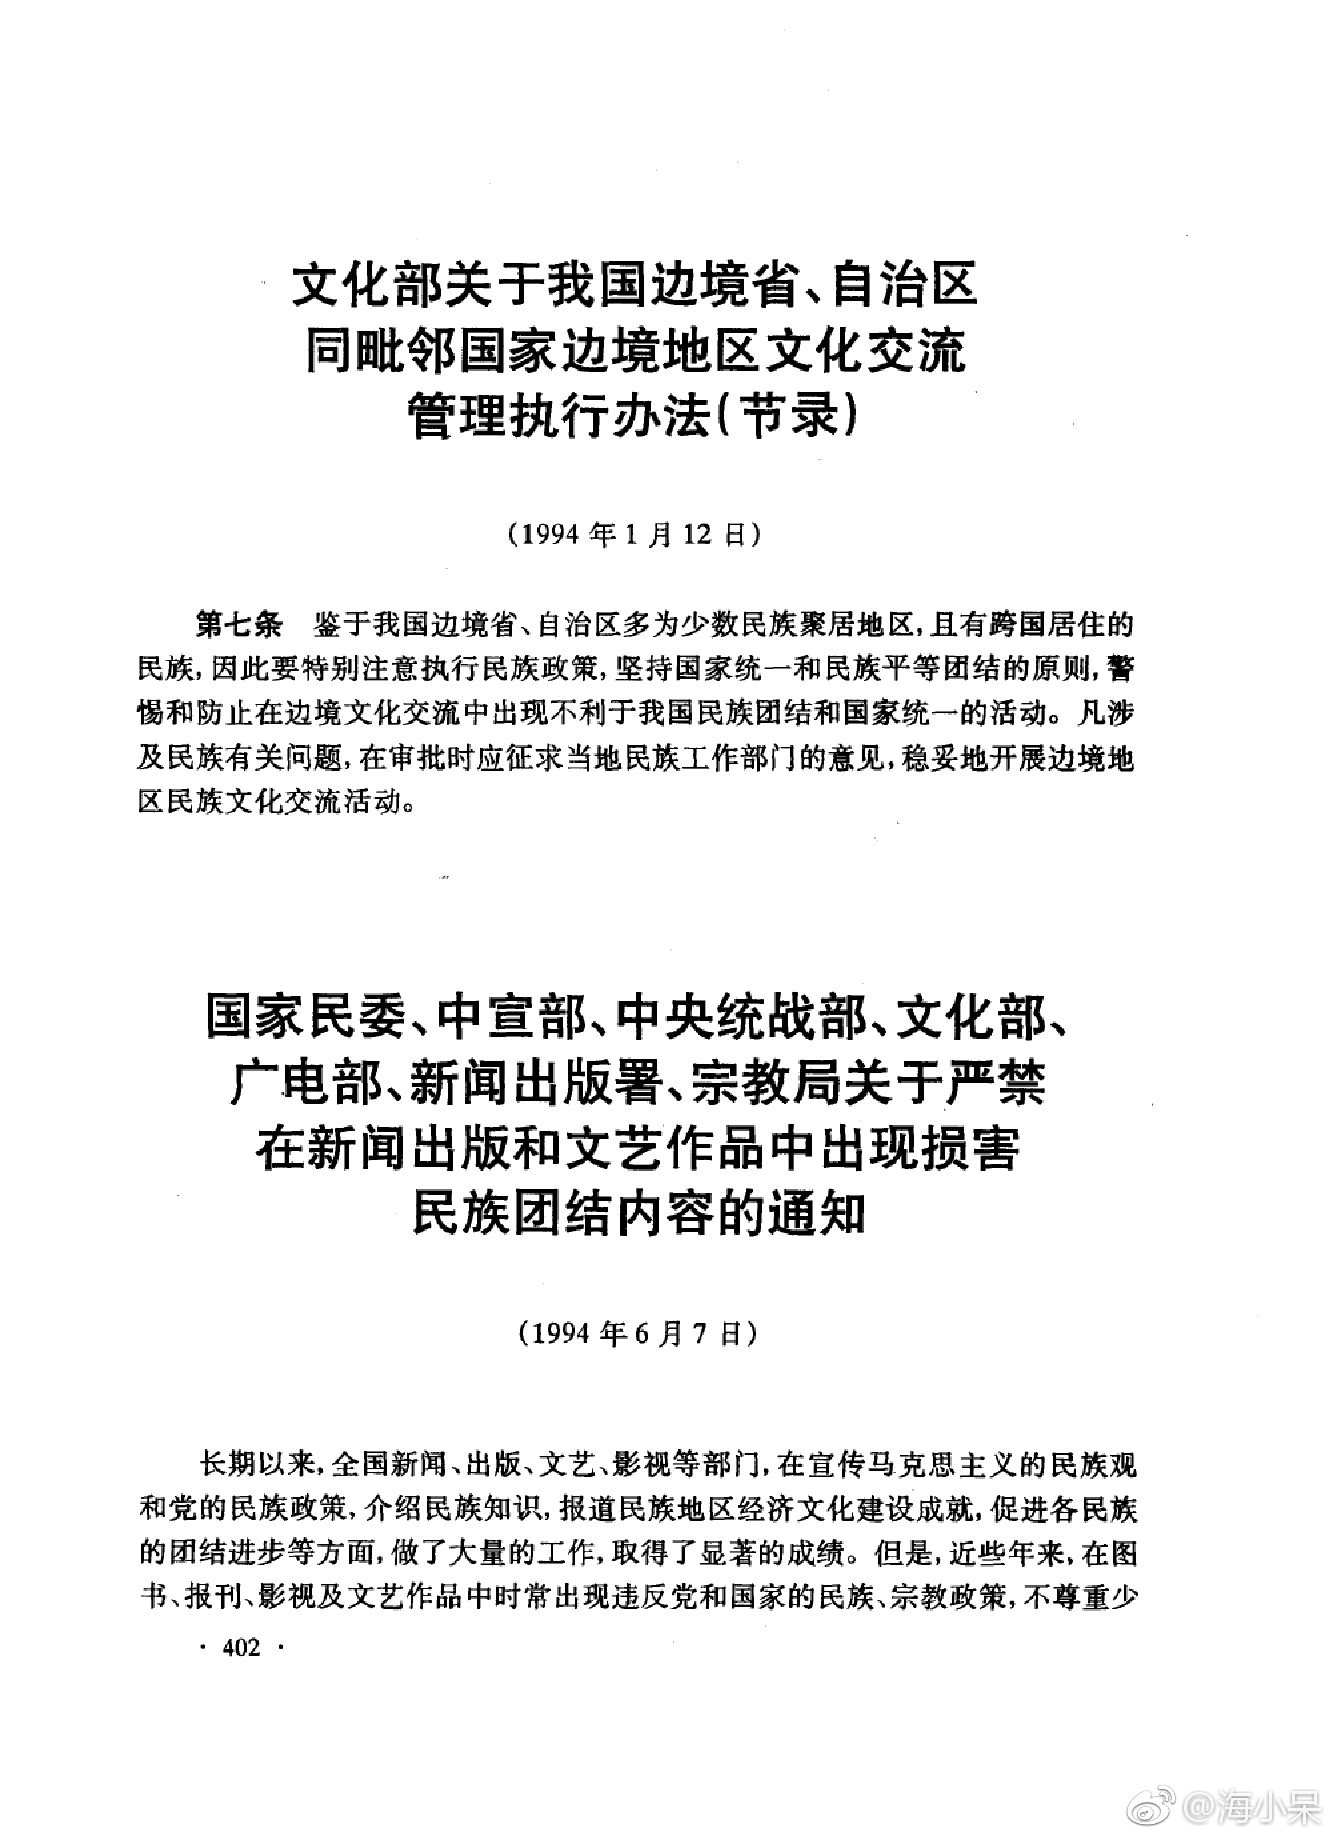 文化部关于我国边境省、自治区
同毗邻国家边境地区文化交流
管理执行办法(节录)
(1994年1月12日)
第七条 鉴于我国边境省、自治区多为少数民族聚居地区,且有跨国居住的
民族,因此要特别注意执行民族政策,坚持国家统一和民族平等团结的原则,警
惕和防止在边境文化交流中出现不利于我国民族团结和国家统一的活动。凡涉
及民族有关问题,在审批时应征求当地民族工作部门的意见,稳妥地开展边境地
区民族文化交流活动。
国家民委、中宣部、中央统战部、文化部、
广电部、新闻出版署、宗教局关于严禁
在新闻出版和文艺作品中出现损害
民族团结内容的通知
(1994年6月7日)
长期以来,全国新闻、出版、文艺、影视等部门,在宣传马克思主义的民族观
和党的民族政策,介绍民族知识,报道民族地区经济文化建设成就,促进各民族
的团结进步等方面,做了大量的工作,取得了显著的成绩。但是,近些年来,在图
书、报刊、影视及文艺作品中时常出现违反党和国家的民族、宗教政策,不尊重少
· 402 ·
@海小呆